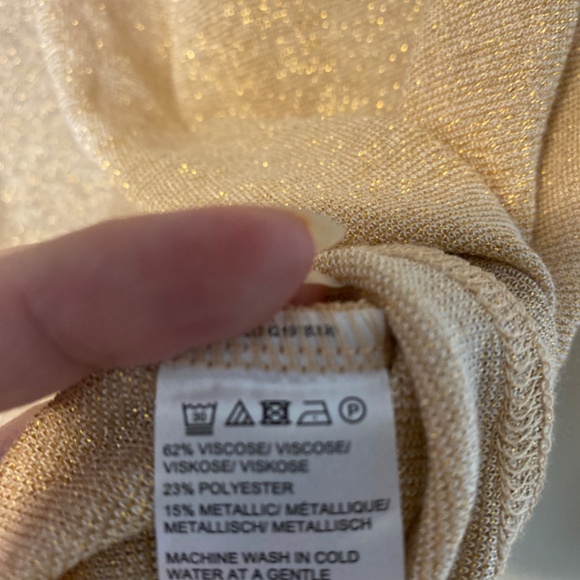 30
P
62% VISCOSE/ VISCOSE/
VISKOSE/ VISKOSE
23% POLYESTER
15% METALLIC/ MÉTALLIQUE/
METALLISCH/ METALLISCH
MACHINE WASH IN COLD
WATER AT A GENTLE